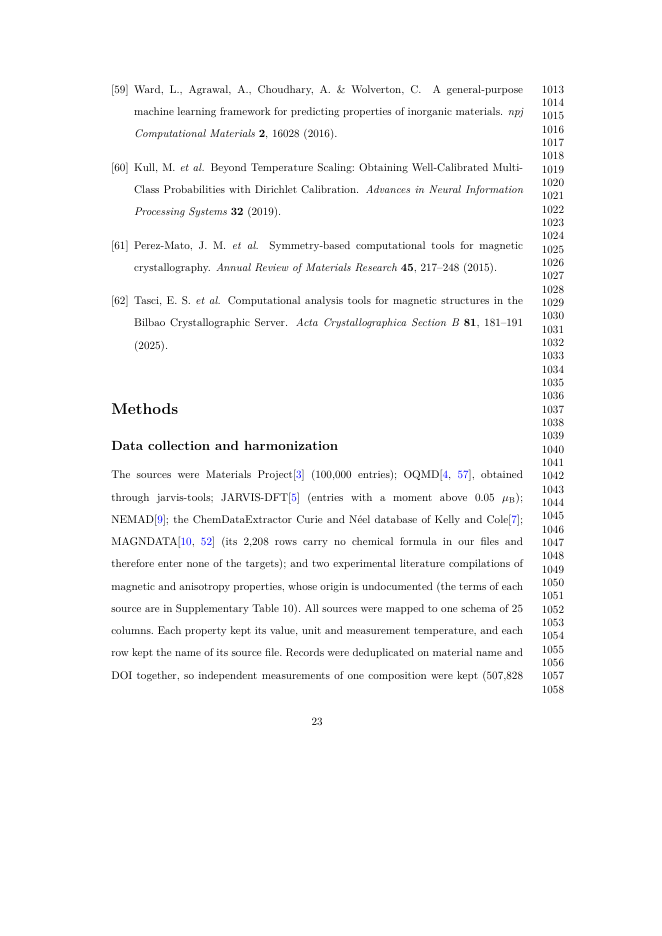 [59] Ward, L., Agrawal, A., Choudhary, A. & Wolverton, C. A general-purpose
machine learning framework for predicting properties of inorganic materials. npj
Computational Materials 2, 16028 (2016).
[60] Kull, M. et al. Beyond Temperature Scaling: Obtaining Well-Calibrated Multi-
Class Probabilities with Dirichlet Calibration. Advances in Neural Information
Processing Systems 32 (2019).
[61] Perez-Mato, J. M. et al. Symmetry-based computational tools for magnetic
crystallography. Annual Review of Materials Research 45, 217–248 (2015).
[62] Tasci, E. S. et al. Computational analysis tools for magnetic structures in the
Bilbao Crystallographic Server. Acta Crystallographica Section B 81, 181–191
(2025).
Methods
Data collection and harmonization
The sources were Materials Project[3] (100,000 entries); OQMD[4, 57], obtained
through jarvis-tools; JARVIS-DFT[5] (entries with a moment above 0.05 μB);
NEMAD[9]; the ChemDataExtractor Curie and Néel database of Kelly and Cole[7];
MAGNDATA[10, 52] (its 2,208 rows carry no chemical formula in our files and
therefore enter none of the targets); and two experimental literature compilations of
magnetic and anisotropy properties, whose origin is undocumented (the terms of each
source are in Supplementary Table 10). All sources were mapped to one schema of 25
columns. Each property kept its value, unit and measurement temperature, and each
row kept the name of its source file. Records were deduplicated on material name and
DOI together, so independent measurements of one composition were kept (507,828
23
1013
1014
1015
1016
1017
1018
1019
1020
1021
1022
1023
1024
1025
1026
1027
1028
1029
1030
1031
1032
1033
1034
1035
1036
1037
1038
1039
1040
1041
1042
1043
1044
1045
1046
1047
1048
1049
1050
1051
1052
1053
1054
1055
1056
1057
1058